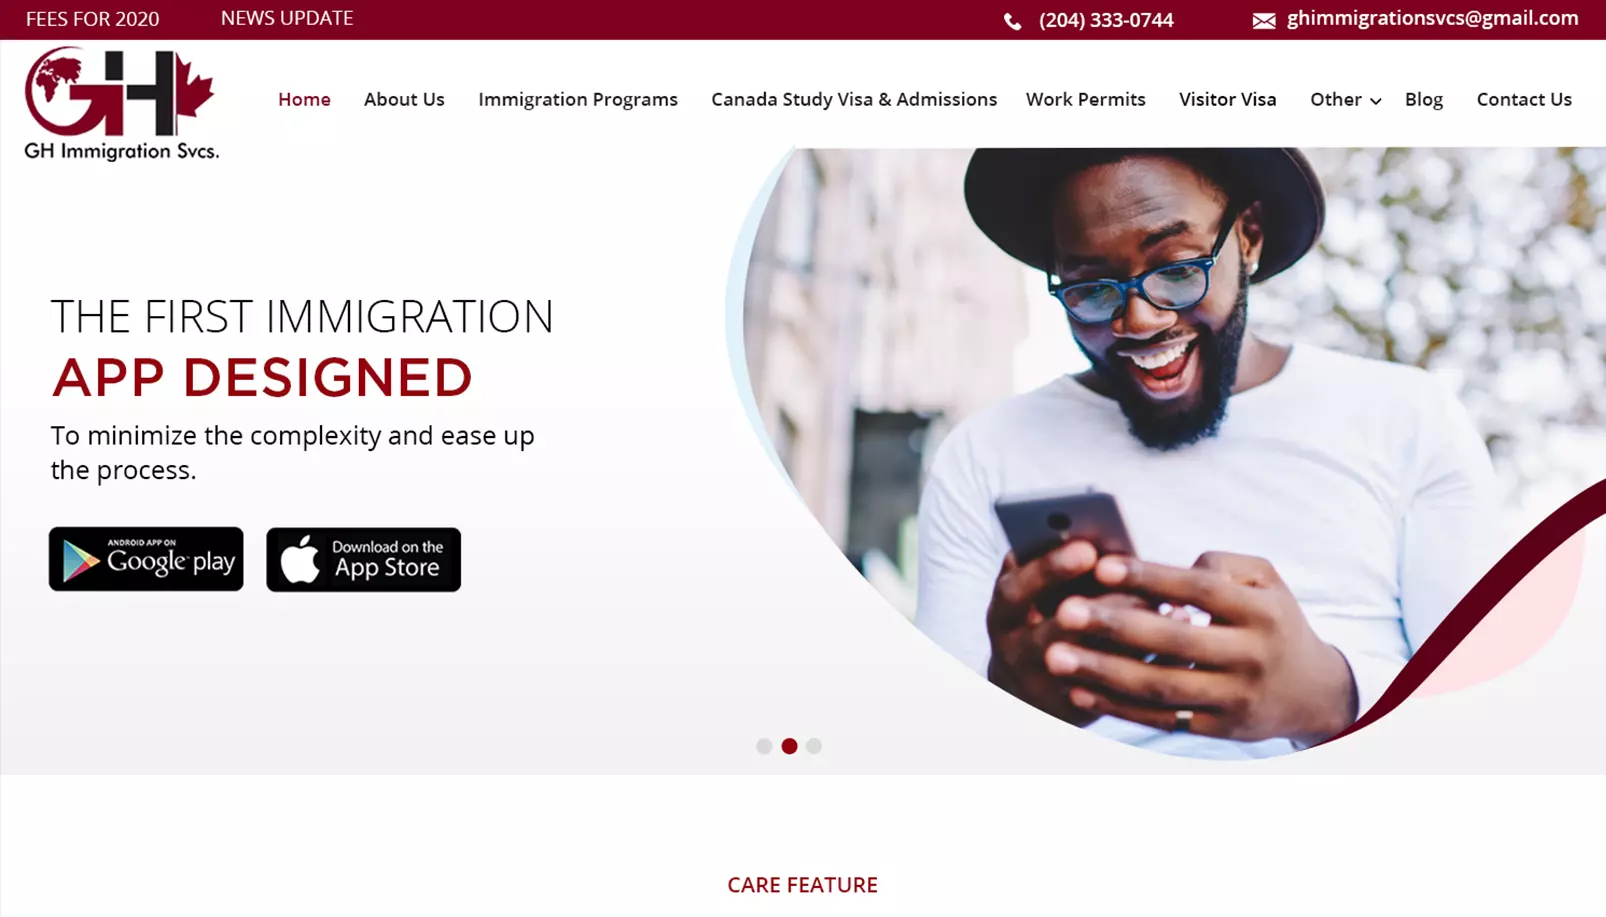 FEES FOR 2020
NEWS UPDATE
(204) 333-0744
ghimmigrationsvcs@gmail.com
GH
GH Immigration Svcs.
Home
About Us
Immigration Programs
Canada Study Visa & Admissions
Work Permits
Visitor Visa
Other
Blog
Contact Us
THE FIRST IMMIGRATION
APP DESIGNED
To minimize the complexity and ease up
the process.
ANDROID APP ON
Google play
Download on the
App Store
CARE FEATURE